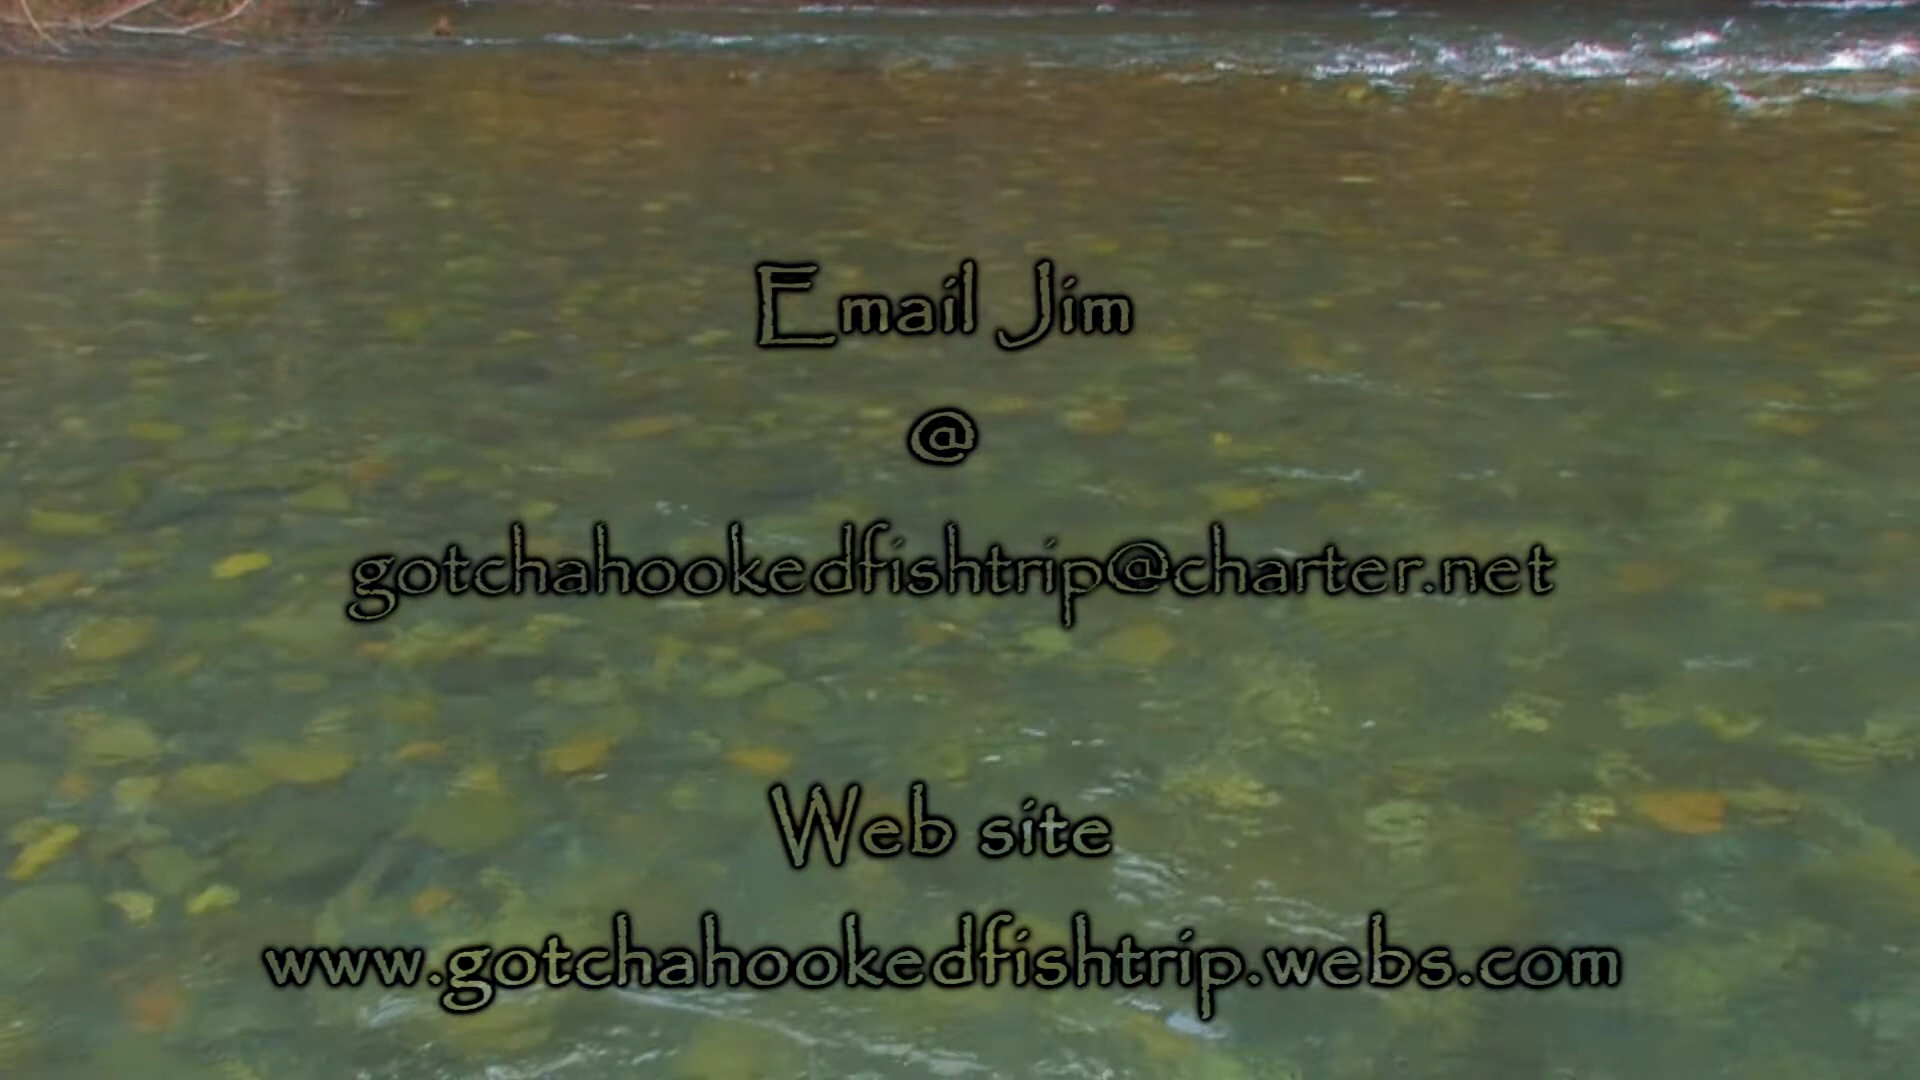 Email Jim
@
gotchahookedfishtrip@charter.net
Web site
www.gotchahookedfishtrip.webs.com